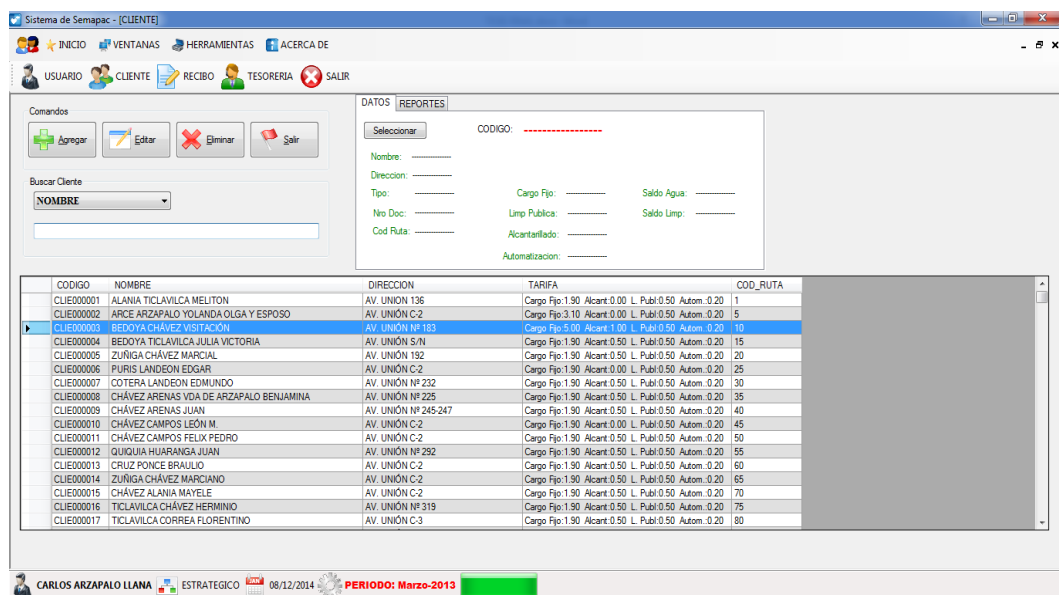 Sistema de Semapac - [CLIENTE]
INICIO VENTANAS HERRAMIENTAS ACERCA DE
USUARIO CLIENTE RECIBO TESORERIA SALIR
Comandos
Agregar Editar Eliminar Salir
Buscar Cliente
NOMBRE
DATOS REPORTES
Seleccionar CODIGO: -----------------
Nombre: ---------------
Direccion: ---------------
Tipo: --------------- Cargo Fijo: --------------- Saldo Agua: ---------------
Nro Doc: --------------- Limp Publica: --------------- Saldo Limp: ---------------
Cod Ruta: --------------- Alcantarillado: ---------------
Automatizacion: ---------------
CODIGO NOMBRE DIRECCION TARIFA COD_RUTA
CLIE000001 ALANIA TICLAVILCA MELITON AV. UNION 136 Cargo Fijo:1.90 Alcant:0.00 L. Publ:0.50 Autom.:0.20 1
CLIE000002 ARCE ARZAPALO YOLANDA OLGA Y ESPOSO AV. UNIÓN C-2 Cargo Fijo:3.10 Alcant:0.00 L. Publ:0.50 Autom.:0.20 5
CLIE000003 BEDOYA CHÁVEZ VISITACIÓN AV. UNIÓN Nº 183 Cargo Fijo:5.00 Alcant:1.00 L. Publ:0.50 Autom.:0.20 10
CLIE000004 BEDOYA TICLAVILCA JULIA VICTORIA AV. UNIÓN S/N Cargo Fijo:1.90 Alcant:0.50 L. Publ:0.50 Autom.:0.20 15
CLIE000005 ZUÑIGA CHÁVEZ MARCIAL AV. UNIÓN 192 Cargo Fijo:1.90 Alcant:0.50 L. Publ:0.50 Autom.:0.20 20
CLIE000006 PURIS LANDEON EDGAR AV. UNIÓN C-2 Cargo Fijo:1.90 Alcant:0.00 L. Publ:0.50 Autom.:0.20 25
CLIE000007 COTERA LANDEON EDMUNDO AV. UNIÓN Nº 232 Cargo Fijo:1.90 Alcant:0.50 L. Publ:0.50 Autom.:0.20 30
CLIE000008 CHÁVEZ ARENAS VDA DE ARZAPALO BENJAMINA AV. UNIÓN Nº 225 Cargo Fijo:1.90 Alcant:0.50 L. Publ:0.50 Autom.:0.20 35
CLIE000009 CHÁVEZ ARENAS JUAN AV. UNIÓN Nº 245-247 Cargo Fijo:1.90 Alcant:0.50 L. Publ:0.50 Autom.:0.20 40
CLIE000010 CHÁVEZ CAMPOS LEÓN M. AV. UNIÓN C-2 Cargo Fijo:1.90 Alcant:0.50 L. Publ:0.50 Autom.:0.20 45
CLIE000011 CHÁVEZ CAMPOS FELIX PEDRO AV. UNIÓN C-2 Cargo Fijo:1.90 Alcant:0.50 L. Publ:0.50 Autom.:0.20 50
CLIE000012 QUIQUIA HUARANGA JUAN AV. UNIÓN Nº 292 Cargo Fijo:1.90 Alcant:0.50 L. Publ:0.50 Autom.:0.20 55
CLIE000013 CRUZ PONCE BRAULIO AV. UNIÓN C-2 Cargo Fijo:1.90 Alcant:0.50 L. Publ:0.50 Autom.:0.20 60
CLIE000014 ZUÑIGA CHÁVEZ MARCIANO AV. UNIÓN C-2 Cargo Fijo:1.90 Alcant:0.50 L. Publ:0.50 Autom.:0.20 65
CLIE000015 CHÁVEZ ALANIA MAYELE AV. UNIÓN C-2 Cargo Fijo:1.90 Alcant:0.50 L. Publ:0.50 Autom.:0.20 70
CLIE000016 TICLAVILCA CHÁVEZ HERMINIO AV. UNIÓN Nº 319 Cargo Fijo:1.90 Alcant:0.50 L. Publ:0.50 Autom.:0.20 75
CLIE000017 TICLAVILCA CORREA FLORENTINO AV. UNIÓN C-3 Cargo Fijo:1.90 Alcant:0.50 L. Publ:0.50 Autom.:0.20 80
CARLOS ARZAPALO LLANA ESTRATEGICO 08/12/2014 PERIODO: Marzo-2013